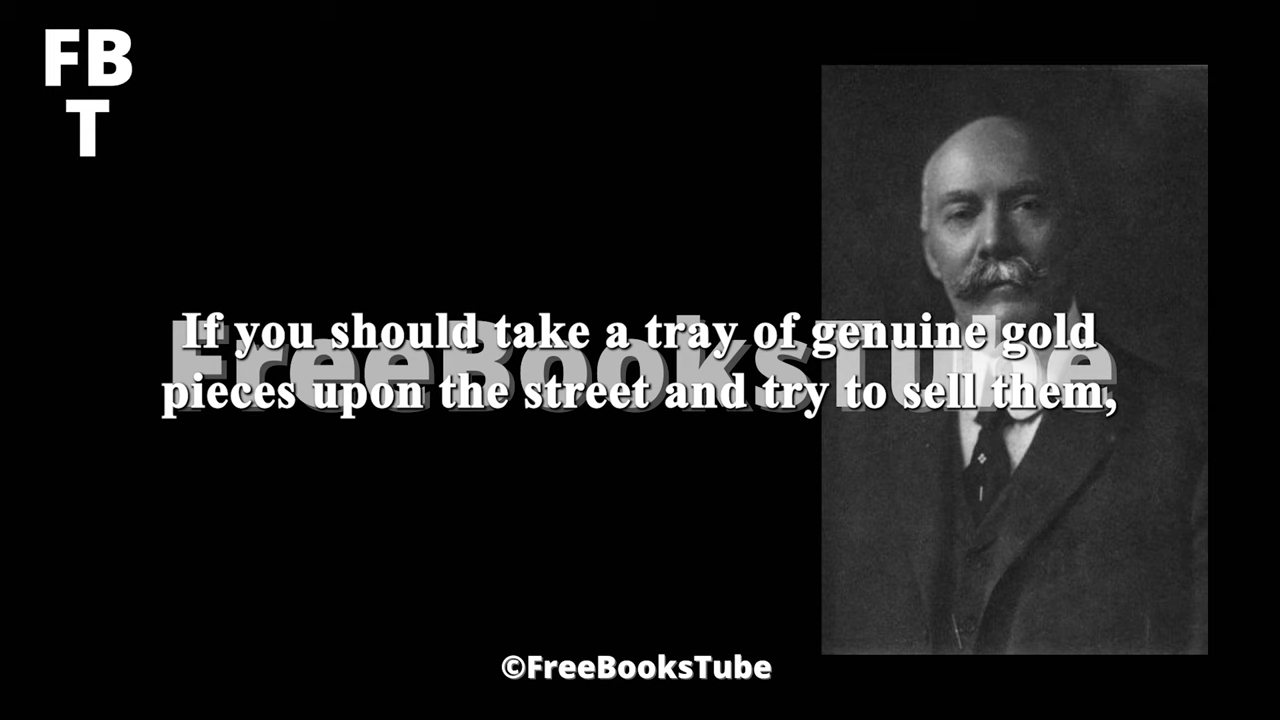 FB
T
If you should take a tray of genuine gold
pieces upon the street and try to sell them,
FreeBooksTube
©FreeBooksTube